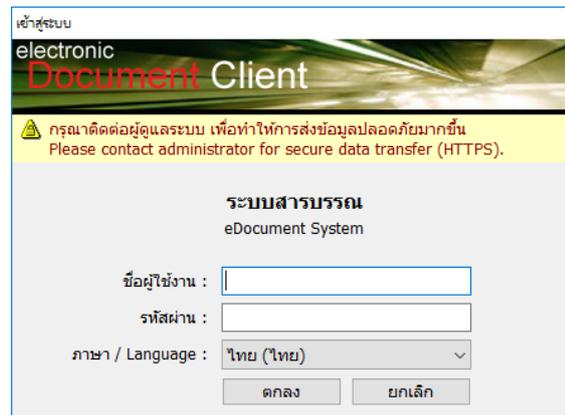 เข้าสู่ระบบ
electronic
Document Client
กรุณาติดต่อผู้ดูแลระบบ เพื่อทำให้การส่งข้อมูลปลอดภัยมากขึ้น
Please contact administrator for secure data transfer (HTTPS).
ระบบสารบรรณ
eDocument System
ชื่อผู้ใช้งาน :
รหัสผ่าน :
ภาษา / Language : ไทย (ไทย)
ตกลง ยกเลิก